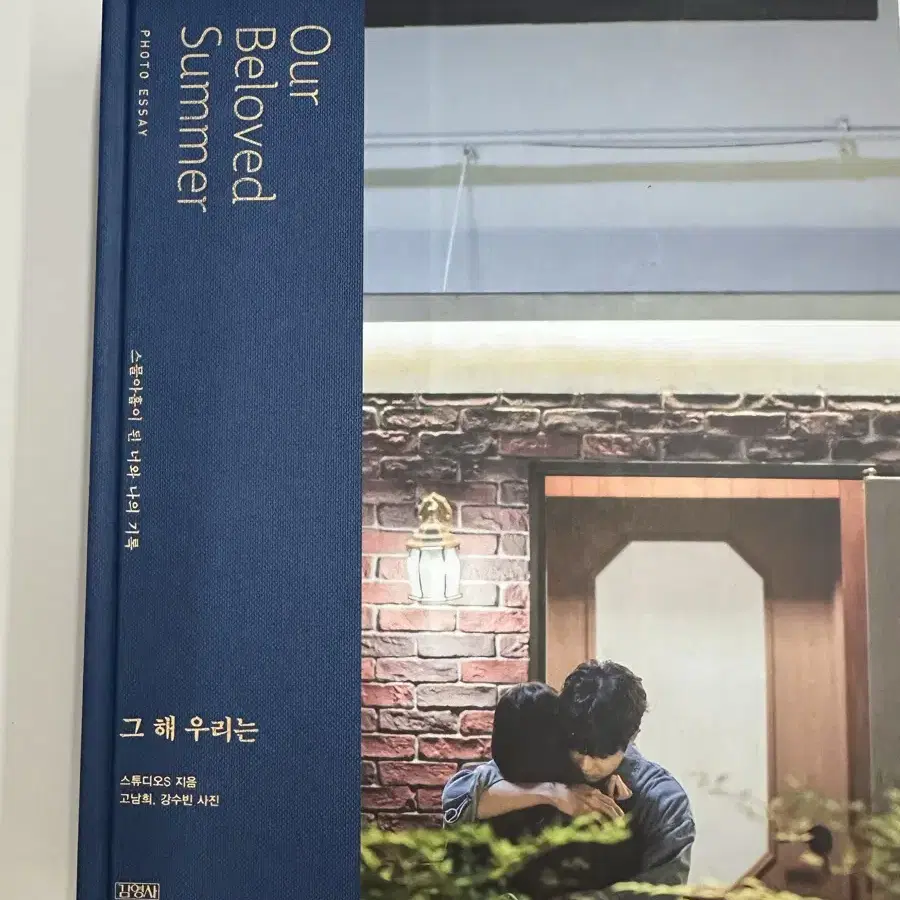 Our
Beloved
Summer
PHOTO ESSAY
스물아홉이 된 너와 나의 기록
그 해 우리는
스튜디오S 지음
고남희, 강수빈 사진
김영사